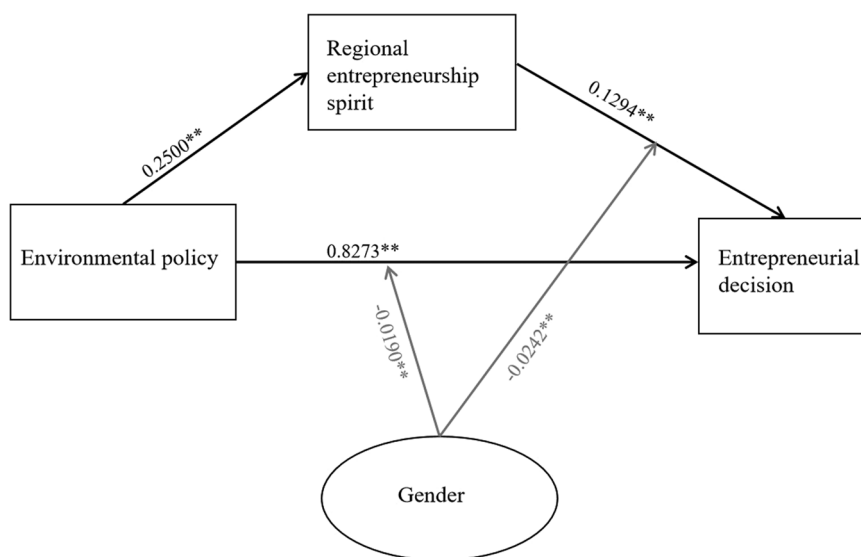 Regional
entrepreneurship
spirit
0.2500**
0.1294**
Environmental policy
0.8273**
Entrepreneurial
decision
-0.0190**
-0.0242**
Gender